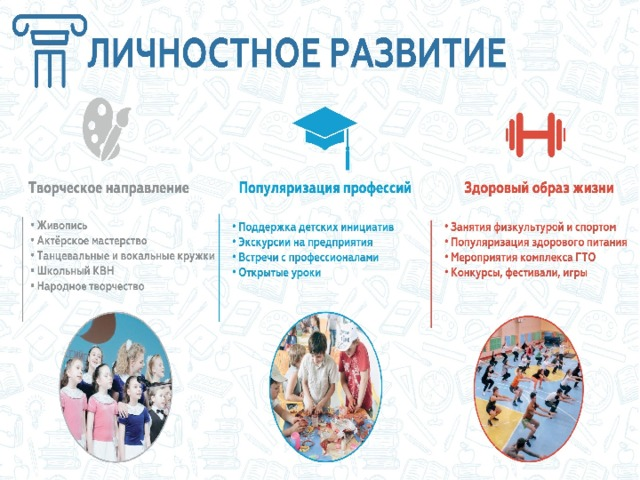 ЛИЧНОСТНОЕ РАЗВИТИЕ
Творческое направление
• Живопись
• Актёрское мастерство
• Танцевальные и вокальные кружки
• Школьный КВН
• Народное творчество
Популяризация профессий
• Поддержка детских инициатив
• Экскурсии на предприятия
• Встречи с профессионалами
• Открытые уроки
Здоровый образ жизни
• Занятия физкультурой и спортом
• Популяризация здорового питания
• Мероприятия комплекса ГТО
• Конкурсы, фестивали, игры